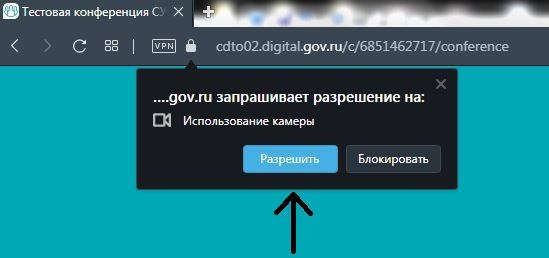 Тестовая конференция СУ
VPN
cdto02.digital.gov.ru/c/6851462717/conference
....gov.ru запрашивает разрешение на:
Использование камеры
Разрешить
Блокировать